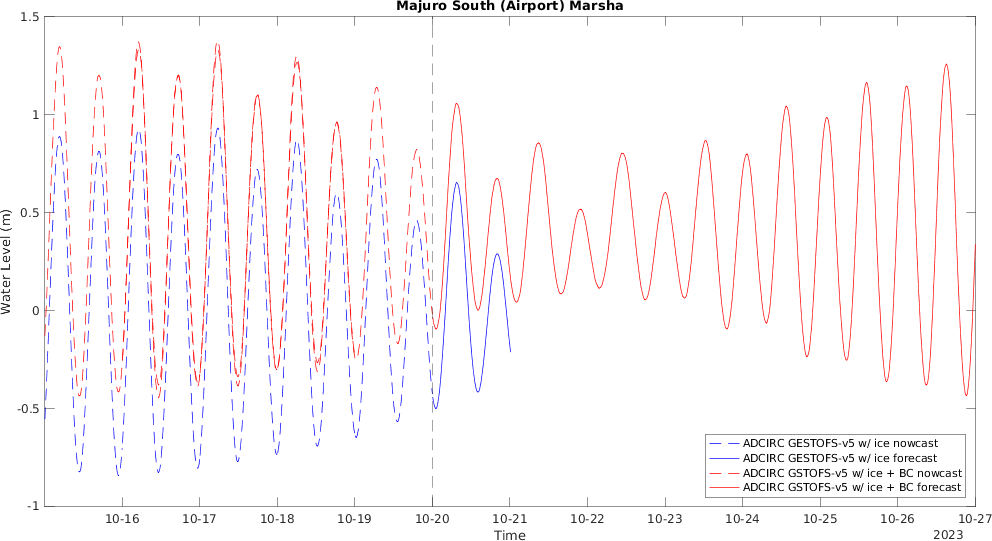 Majuro South (Airport) Marsha
1.5
1
0.5
0
-0.5
-1
Water Level (m)
10-16
10-17
10-18
10-19
10-20
10-21
10-22
10-23
10-24
10-25
10-26
10-27
2023
Time
ADCIRC GESTOFS-v5 w/ ice nowcast
ADCIRC GESTOFS-v5 w/ ice forecast
ADCIRC GSTOFS-v5 w/ ice + BC nowcast
ADCIRC GSTOFS-v5 w/ ice + BC forecast